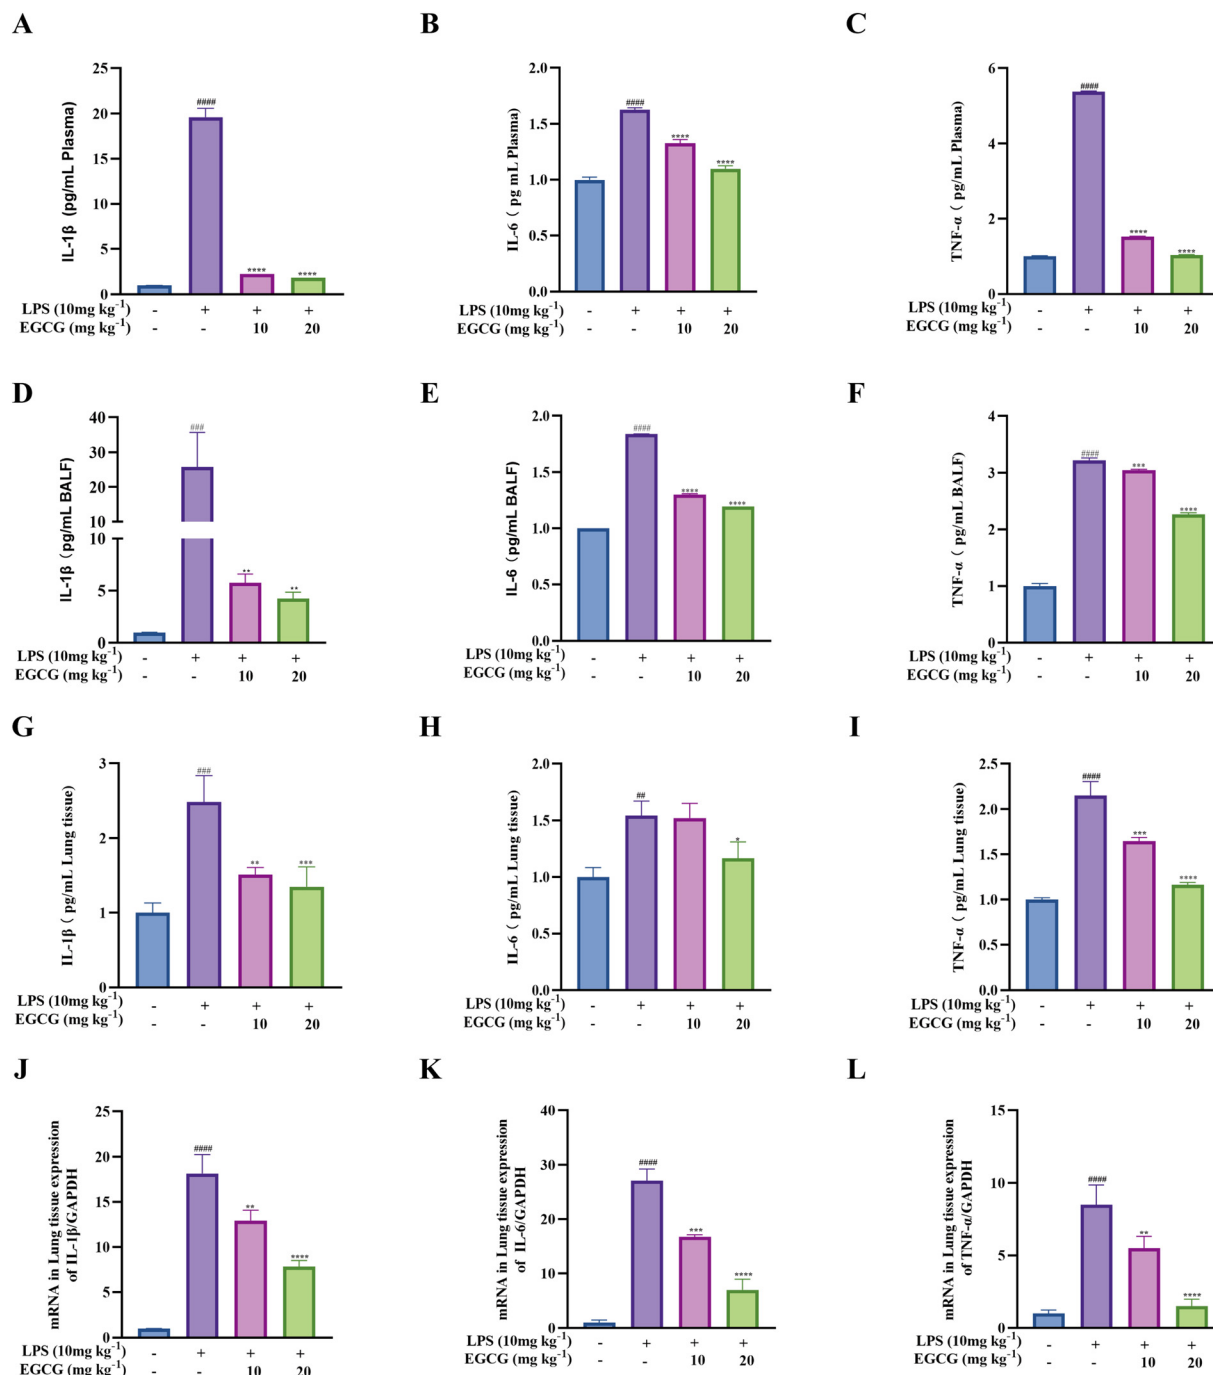 A
IL-1β (pg/mL Plasma)
25
20
15
10
5
0
####
****
****
LPS (10mg kg⁻¹) - + + +
EGCG (mg kg⁻¹) - - 10 20
B
IL-6 ( pg mL Plasma)
2.0
1.5
1.0
0.5
0.0
####
****
****
LPS (10mg kg⁻¹) - + + +
EGCG (mg kg⁻¹) - - 10 20
C
TNF-α ( pg/mL Plasma)
6
4
2
0
####
****
****
LPS (10mg kg⁻¹) - + + +
EGCG (mg kg⁻¹) - - 10 20
D
IL-1β (pg/mL BALF)
40
30
20
10
10
5
0
###
**
**
LPS (10mg kg⁻¹) - + + +
EGCG (mg kg⁻¹) - - 10 20
E
IL-6 (pg/mL BALF)
2.0
1.5
1.0
0.5
0.0
####
****
****
LPS (10mg kg⁻¹) - + + +
EGCG (mg kg⁻¹) - - 10 20
F
TNF-α ( pg/mL BALF)
4
3
2
1
0
####
***
****
LPS (10mg kg⁻¹) - + + +
EGCG (mg kg⁻¹) - - 10 20
G
IL-1β ( pg/mL Lung tissue)
3
2
1
0
###
**
***
LPS (10mg kg⁻¹) - + + +
EGCG (mg kg⁻¹) - - 10 20
H
IL-6 ( pg/mL Lung tissue)
2.0
1.5
1.0
0.5
0.0
##
*
LPS (10mg kg⁻¹) - + + +
EGCG (mg kg⁻¹) - - 10 20
I
TNF-α ( pg/mL Lung tissue)
2.5
2.0
1.5
1.0
0.5
0.0
####
***
****
LPS (10mg kg⁻¹) - + + +
EGCG (mg kg⁻¹) - - 10 20
J
mRNA in Lung tissue expression
of IL-1β/GAPDH
25
20
15
10
5
0
####
**
****
LPS (10mg kg⁻¹) - + + +
EGCG (mg kg⁻¹) - - 10 20
K
mRNA in Lung tissue expression
of IL-6/GAPDH
40
30
20
10
0
####
***
****
LPS (10mg kg⁻¹) - + + +
EGCG (mg kg⁻¹) - - 10 20
L
mRNA in Lung tissue expression
of TNF-α/GAPDH
15
10
5
0
####
**
****
LPS (10mg kg⁻¹) - + + +
EGCG (mg kg⁻¹) - - 10 20